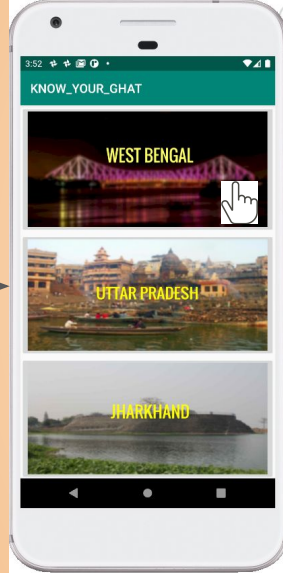 3:52
KNOW_YOUR_GHAT
WEST BENGAL
UTTAR PRADESH
JHARKHAND